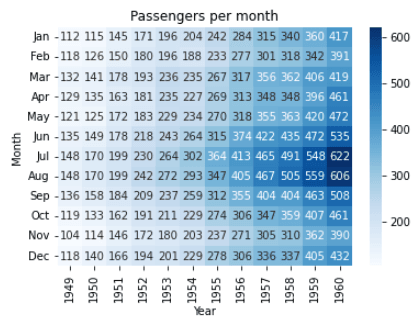 Passengers per month
Jan 112 115 145 171 196 204 242 284 315 340 360 417
Feb 118 126 150 180 196 188 233 277 301 318 342 391
Mar 132 141 178 193 236 235 267 317 356 362 406 419
Apr 129 135 163 181 235 227 269 313 348 348 396 461
May 121 125 172 183 229 234 270 318 355 363 420 472
Jun 135 149 178 218 243 264 315 374 422 435 472 535
Jul 148 170 199 230 264 302 364 413 465 491 548 622
Aug 148 170 199 242 272 293 347 405 467 505 559 606
Sep 136 158 184 209 237 259 312 355 404 404 463 508
Oct 119 133 162 191 211 229 274 306 347 359 407 461
Nov 104 114 146 172 180 203 237 271 305 310 362 390
Dec 118 140 166 194 201 229 278 306 336 337 405 432
1949 1950 1951 1952 1953 1954 1955 1956 1957 1958 1959 1960
Year
Month
600
500
400
300
200